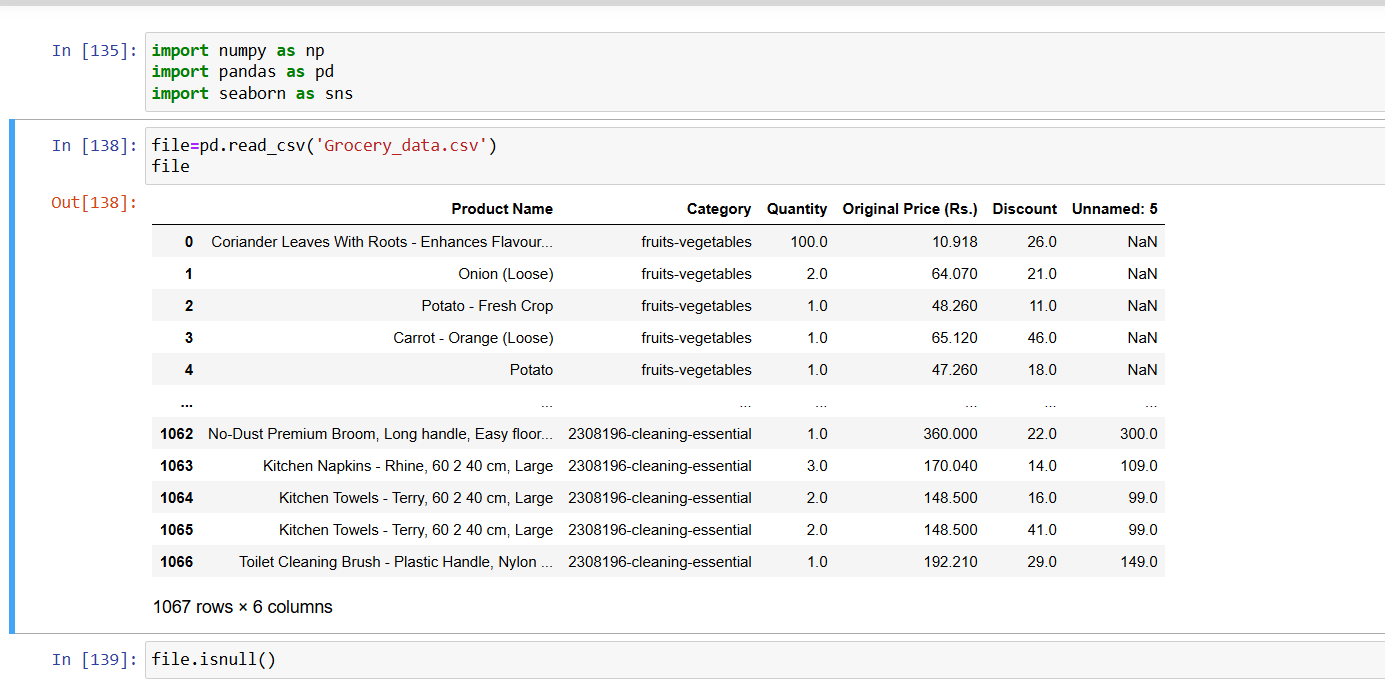 In [135]: import numpy as np
import pandas as pd
import seaborn as sns
In [138]: file=pd.read_csv('Grocery_data.csv')
file
Out[138]:
Product Name Category Quantity Original Price (Rs.) Discount Unnamed: 5
0 Coriander Leaves With Roots - Enhances Flavour... fruits-vegetables 100.0 10.918 26.0 NaN
1 Onion (Loose) fruits-vegetables 2.0 64.070 21.0 NaN
2 Potato - Fresh Crop fruits-vegetables 1.0 48.260 11.0 NaN
3 Carrot - Orange (Loose) fruits-vegetables 1.0 65.120 46.0 NaN
4 Potato fruits-vegetables 1.0 47.260 18.0 NaN
... ... ... ... ... ... ...
1062 No-Dust Premium Broom, Long handle, Easy floor... 2308196-cleaning-essential 1.0 360.000 22.0 300.0
1063 Kitchen Napkins - Rhine, 60 2 40 cm, Large 2308196-cleaning-essential 3.0 170.040 14.0 109.0
1064 Kitchen Towels - Terry, 60 2 40 cm, Large 2308196-cleaning-essential 2.0 148.500 16.0 99.0
1065 Kitchen Towels - Terry, 60 2 40 cm, Large 2308196-cleaning-essential 2.0 148.500 41.0 99.0
1066 Toilet Cleaning Brush - Plastic Handle, Nylon ... 2308196-cleaning-essential 1.0 192.210 29.0 149.0
1067 rows × 6 columns
In [139]: file.isnull()